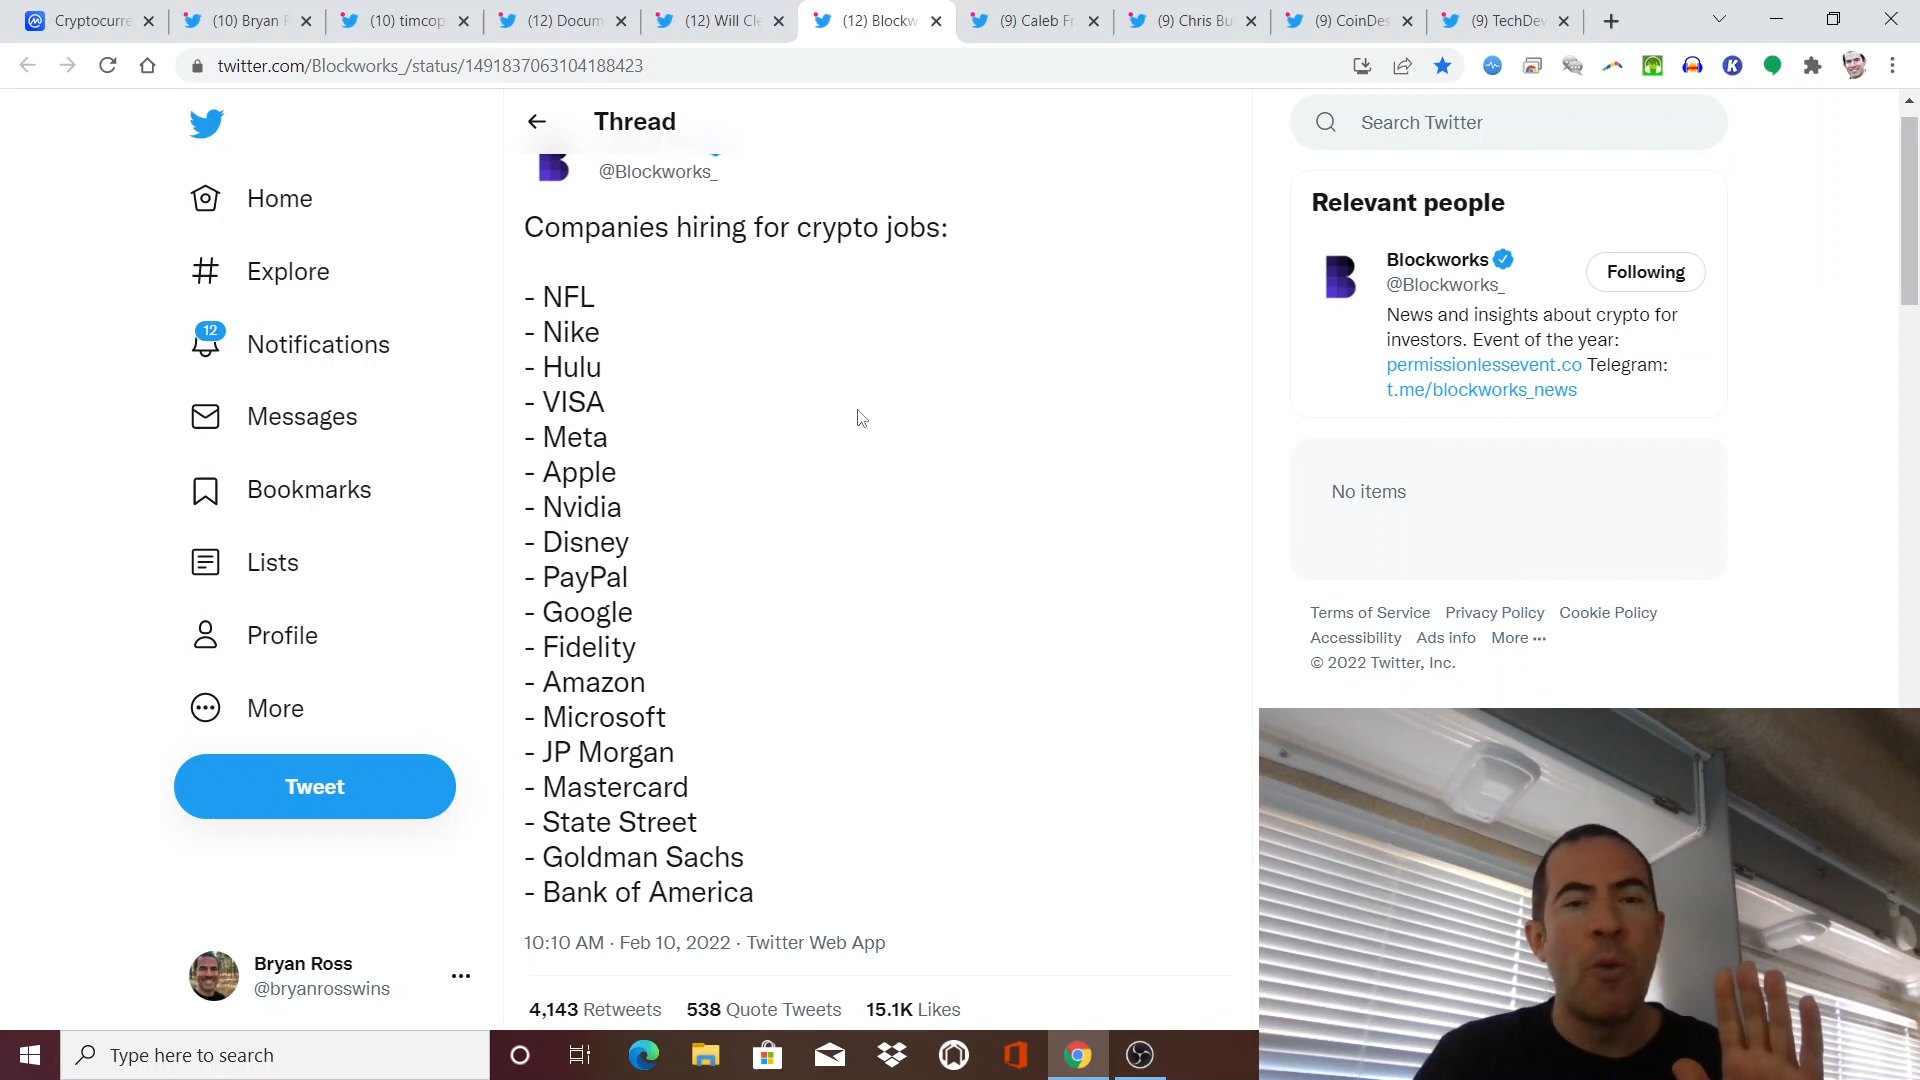 Cryptocurre
(10) Bryan R
(10) timcop
(12) Docum
(12) Will Cle
(12) Blockw
(9) Caleb Fr
(9) Chris Bu
(9) CoinDes
(9) TechDev
twitter.com/Blockworks_/status/1491837063104188423
Home
Explore
12
Notifications
Messages
Bookmarks
Lists
Profile
More
Tweet
Bryan Ross
@bryanrosswins
Thread
@Blockworks_
Companies hiring for crypto jobs:
- NFL
- Nike
- Hulu
- VISA
- Meta
- Apple
- Nvidia
- Disney
- PayPal
- Google
- Fidelity
- Amazon
- Microsoft
- JP Morgan
- Mastercard
- State Street
- Goldman Sachs
- Bank of America
10:10 AM · Feb 10, 2022 · Twitter Web App
4,143 Retweets 538 Quote Tweets 15.1K Likes
Search Twitter
Relevant people
Blockworks
@Blockworks_
Following
News and insights about crypto for
investors. Event of the year:
permissionlessevent.co Telegram:
t.me/blockworks_news
No items
Terms of Service Privacy Policy Cookie Policy
Accessibility Ads info More ···
© 2022 Twitter, Inc.
Type here to search